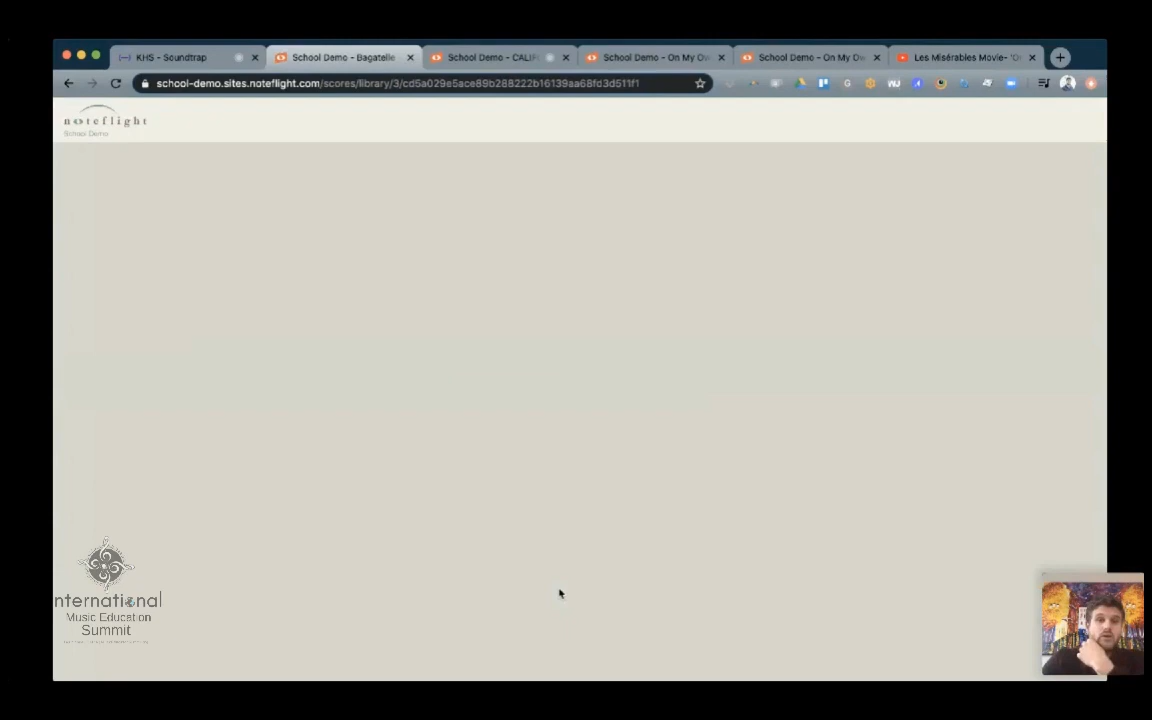 KHS - Soundtrap
School Demo - Bagatelle
School Demo - CALIF
School Demo - On My Ow
School Demo - On My Ow
Les Misérables Movie- 'O
school-demo.sites.noteflight.com/scores/library/3/cd5a029e5ace89b288222b16139aa68fd3d511f1
noteflight
School Demo
International
Music Education
Summit